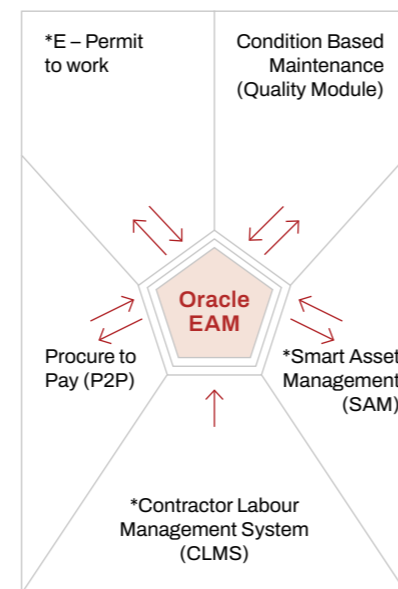 *E – Permit
to work
Condition Based
Maintenance
(Quality Module)
Oracle
EAM
Procure to
Pay (P2P)
*Smart Asset
Management
(SAM)
*Contractor Labour
Management System
(CLMS)